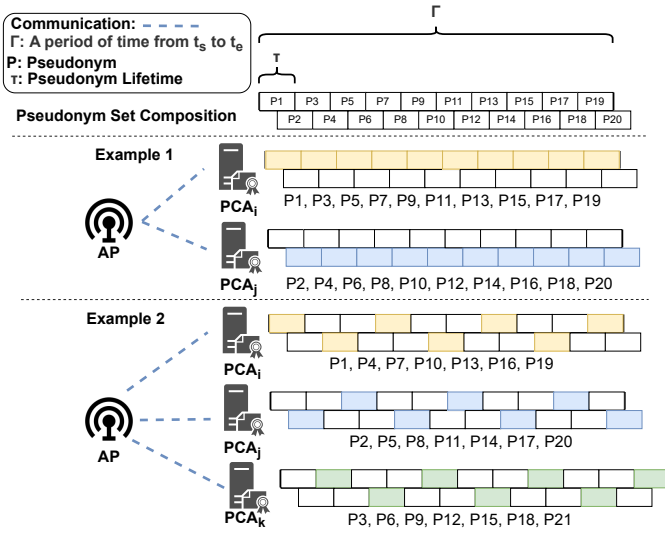 Communication:
Γ: A period of time from ts to te
P: Pseudonym
τ: Pseudonym Lifetime
Γ
τ
P1 P3 P5 P7 P9 P11 P13 P15 P17 P19
P2 P4 P6 P8 P10 P12 P14 P16 P18 P20
Pseudonym Set Composition
Example 1
PCAi
P1, P3, P5, P7, P9, P11, P13, P15, P17, P19
AP
PCAj
P2, P4, P6, P8, P10, P12, P14, P16, P18, P20
Example 2
PCAi
P1, P4, P7, P10, P13, P16, P19
AP
PCAj
P2, P5, P8, P11, P14, P17, P20
PCAk
P3, P6, P9, P12, P15, P18, P21